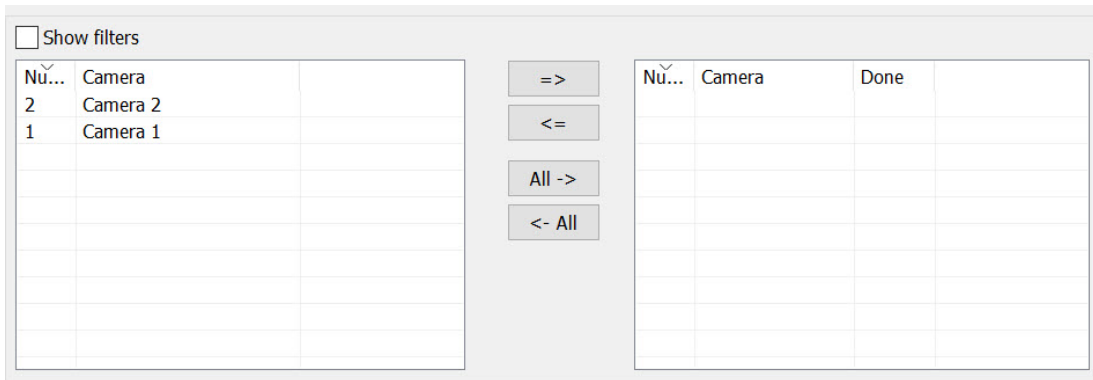 Show filters
Nu... Camera
2 Camera 2
1 Camera 1
=>
<=
All ->
<- All
Nu... Camera Done